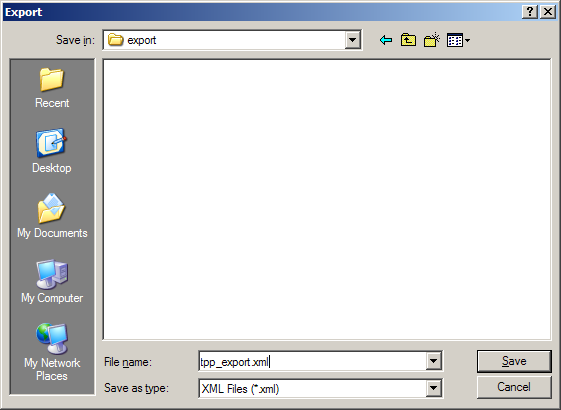 Export
Save in:
export
Recent
Desktop
My Documents
My Computer
My Network
Places
File name:
tpp_export.xml
Save
Save as type:
XML Files (*.xml)
Cancel